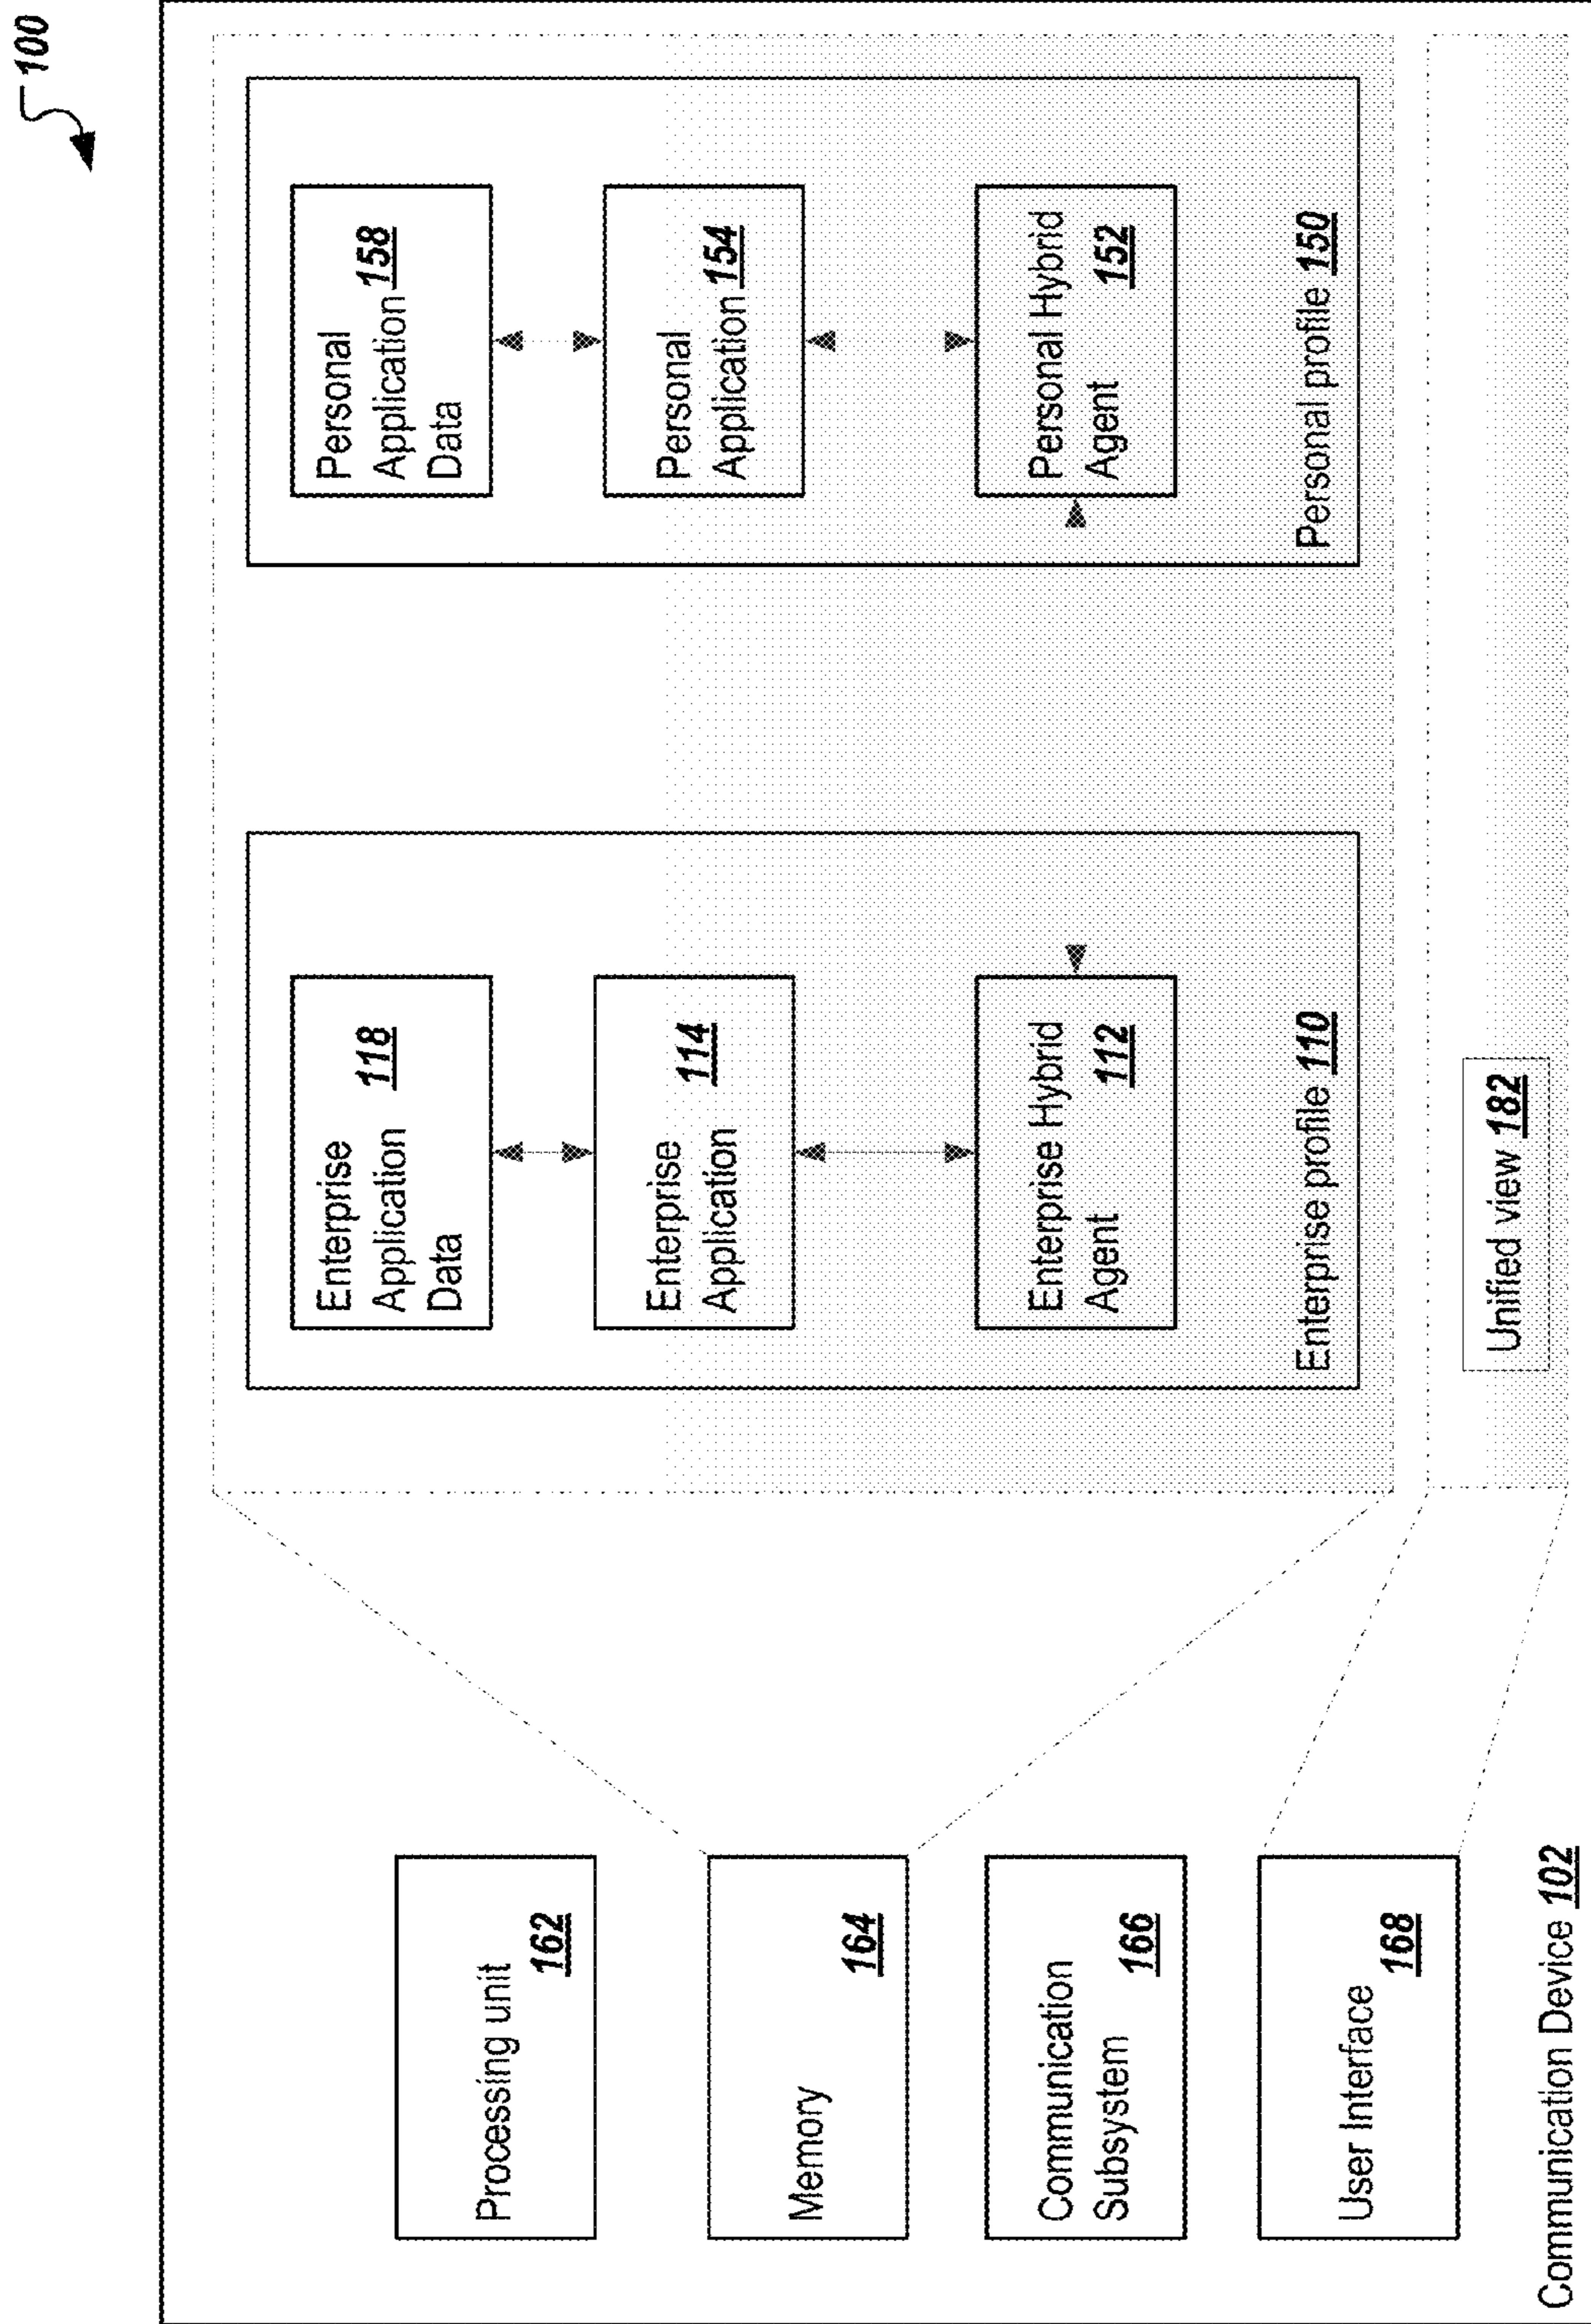 100
Processing unit
162
Memory
164
Communication
Subsystem
166
User Interface
168
Communication Device 102
Enterprise
Application
Data
118
Enterprise
Application
114
Enterprise Hybrid
Agent
112
Enterprise profile 110
Personal
Application
Data
158
Personal
Application
154
Personal Hybrid
Agent
152
Personal profile 150
Unified view 182